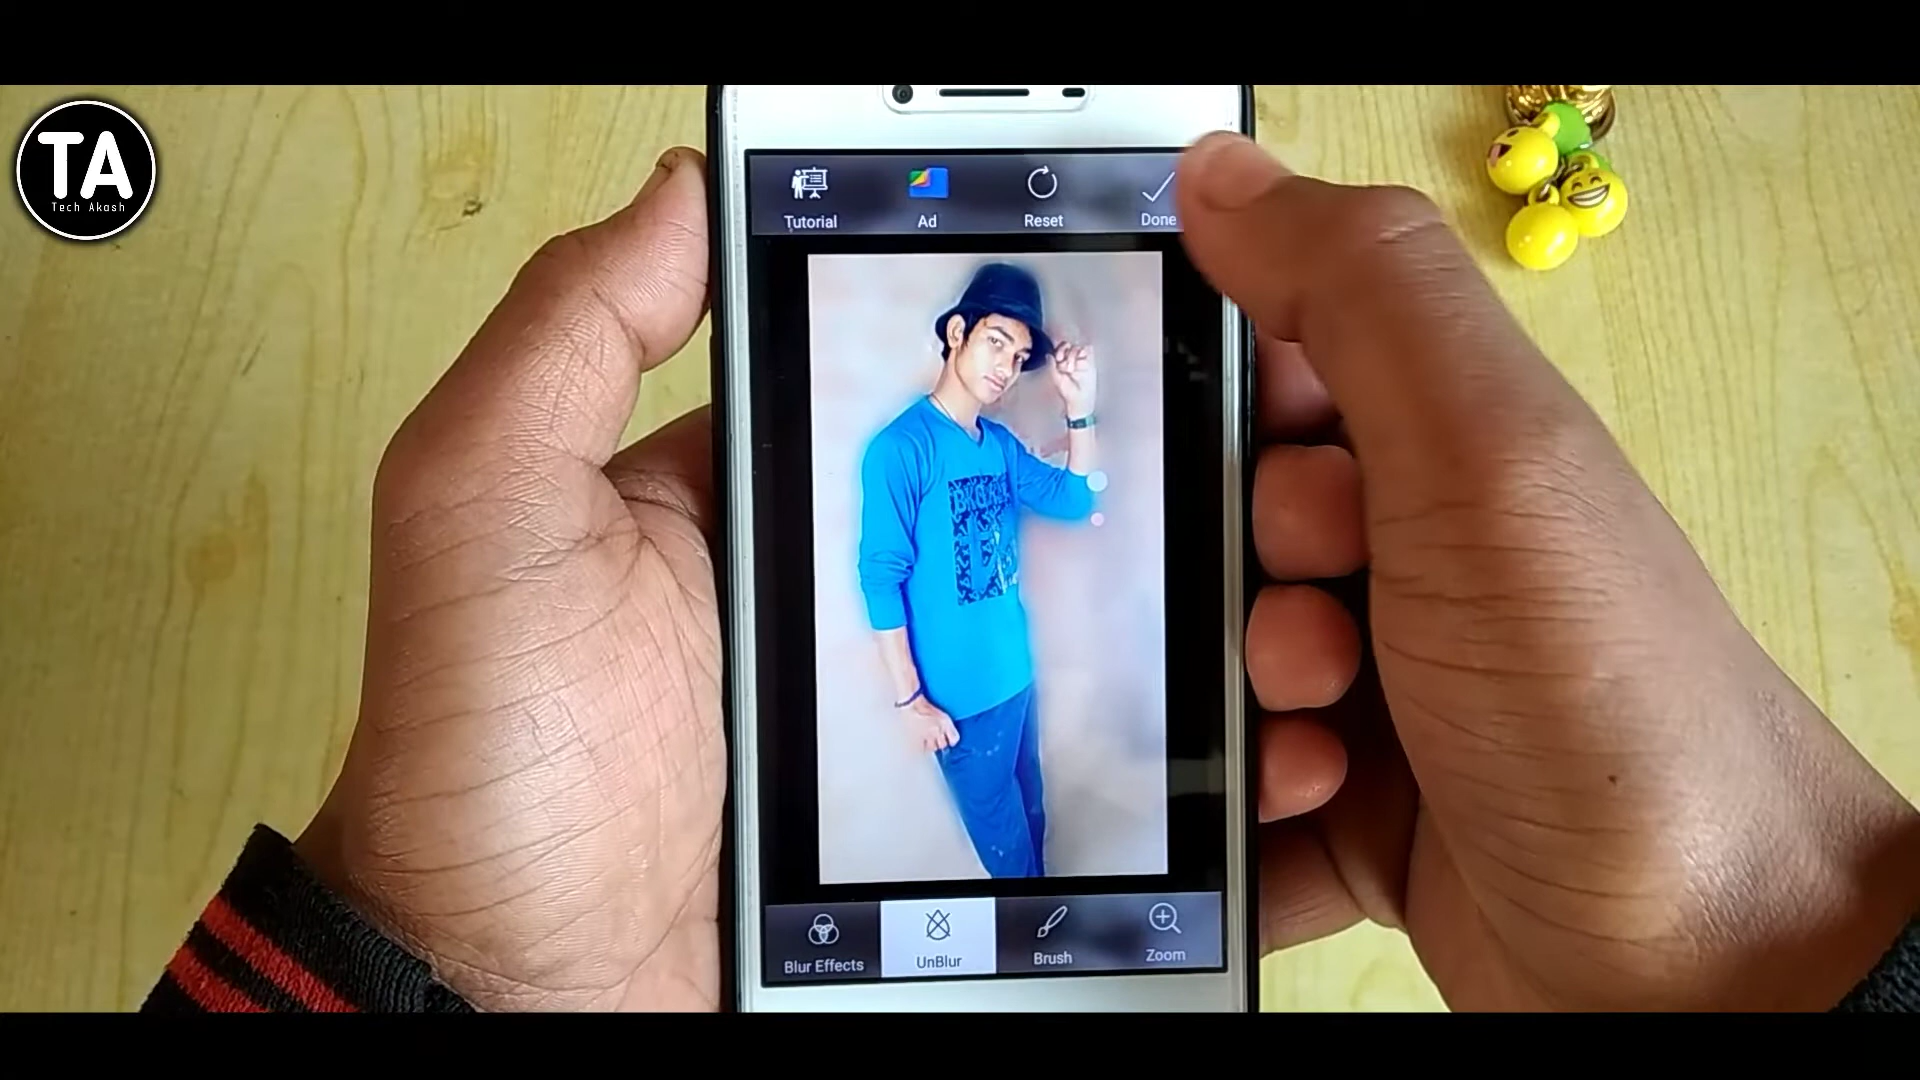 TA
Tech Akash
Tutorial
Ad
Reset
Done
Blur Effects
UnBlur
Brush
Zoom